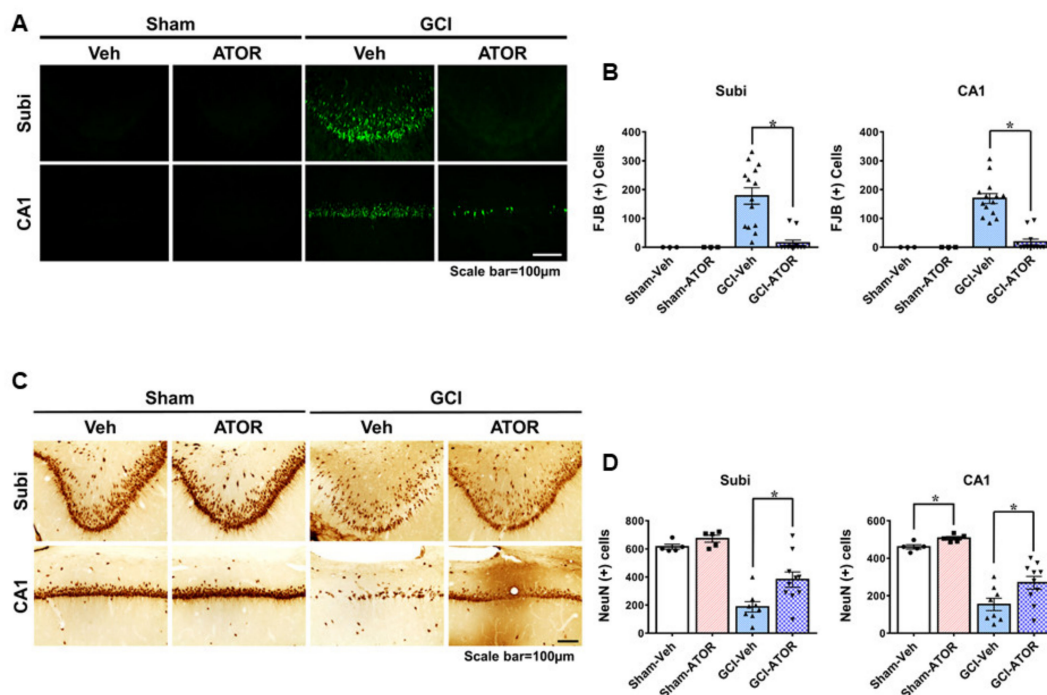 A
Sham
GCI
Veh
ATOR
Veh
ATOR
Subi
CA1
Scale bar=100µm
B
Subi
FJB (+) Cells
400
300
200
100
0
*
Sham-Veh
Sham-ATOR
GCI-Veh
GCI-ATOR
CA1
FJB (+) Cells
400
300
200
100
0
*
Sham-Veh
Sham-ATOR
GCI-Veh
GCI-ATOR
C
Sham
GCI
Veh
ATOR
Veh
ATOR
Subi
CA1
Scale bar=100µm
D
Subi
NeuN (+) cells
800
600
400
200
0
*
Sham-Veh
Sham-ATOR
GCI-Veh
GCI-ATOR
CA1
NeuN (+) cells
600
400
200
0
*
*
Sham-Veh
Sham-ATOR
GCI-Veh
GCI-ATOR